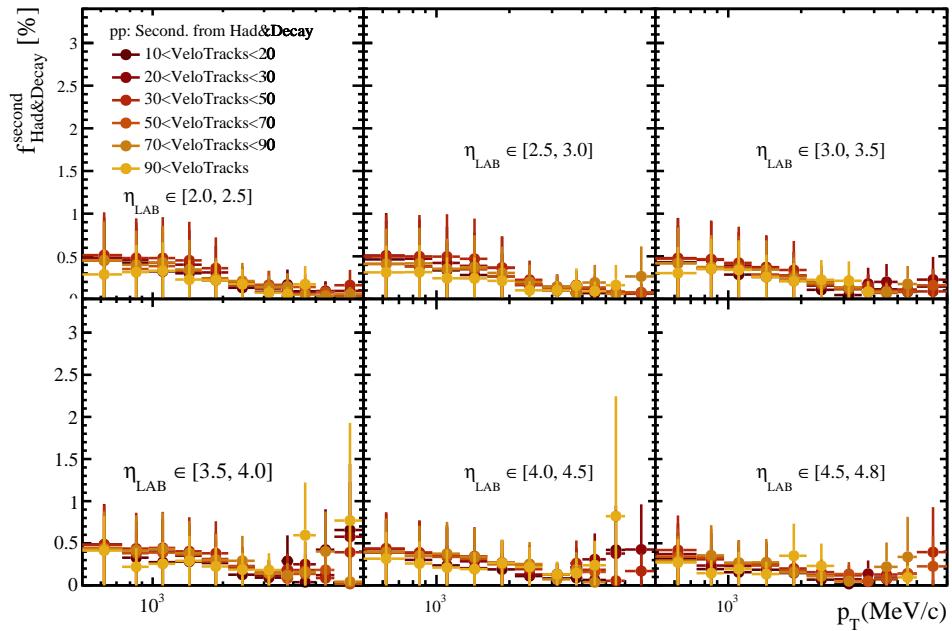 f^second_Had&Decay [%]
pp: Second. from Had&Decay
10<VeloTracks<20
20<VeloTracks<30
30<VeloTracks<50
50<VeloTracks<70
70<VeloTracks<90
90<VeloTracks
η_LAB ∈ [2.0, 2.5]
η_LAB ∈ [2.5, 3.0]
η_LAB ∈ [3.0, 3.5]
3
2.5
2
1.5
1
0.5
0
η_LAB ∈ [3.5, 4.0]
η_LAB ∈ [4.0, 4.5]
η_LAB ∈ [4.5, 4.8]
3
2.5
2
1.5
1
0.5
0
10^3 10^3 10^3
p_T(MeV/c)